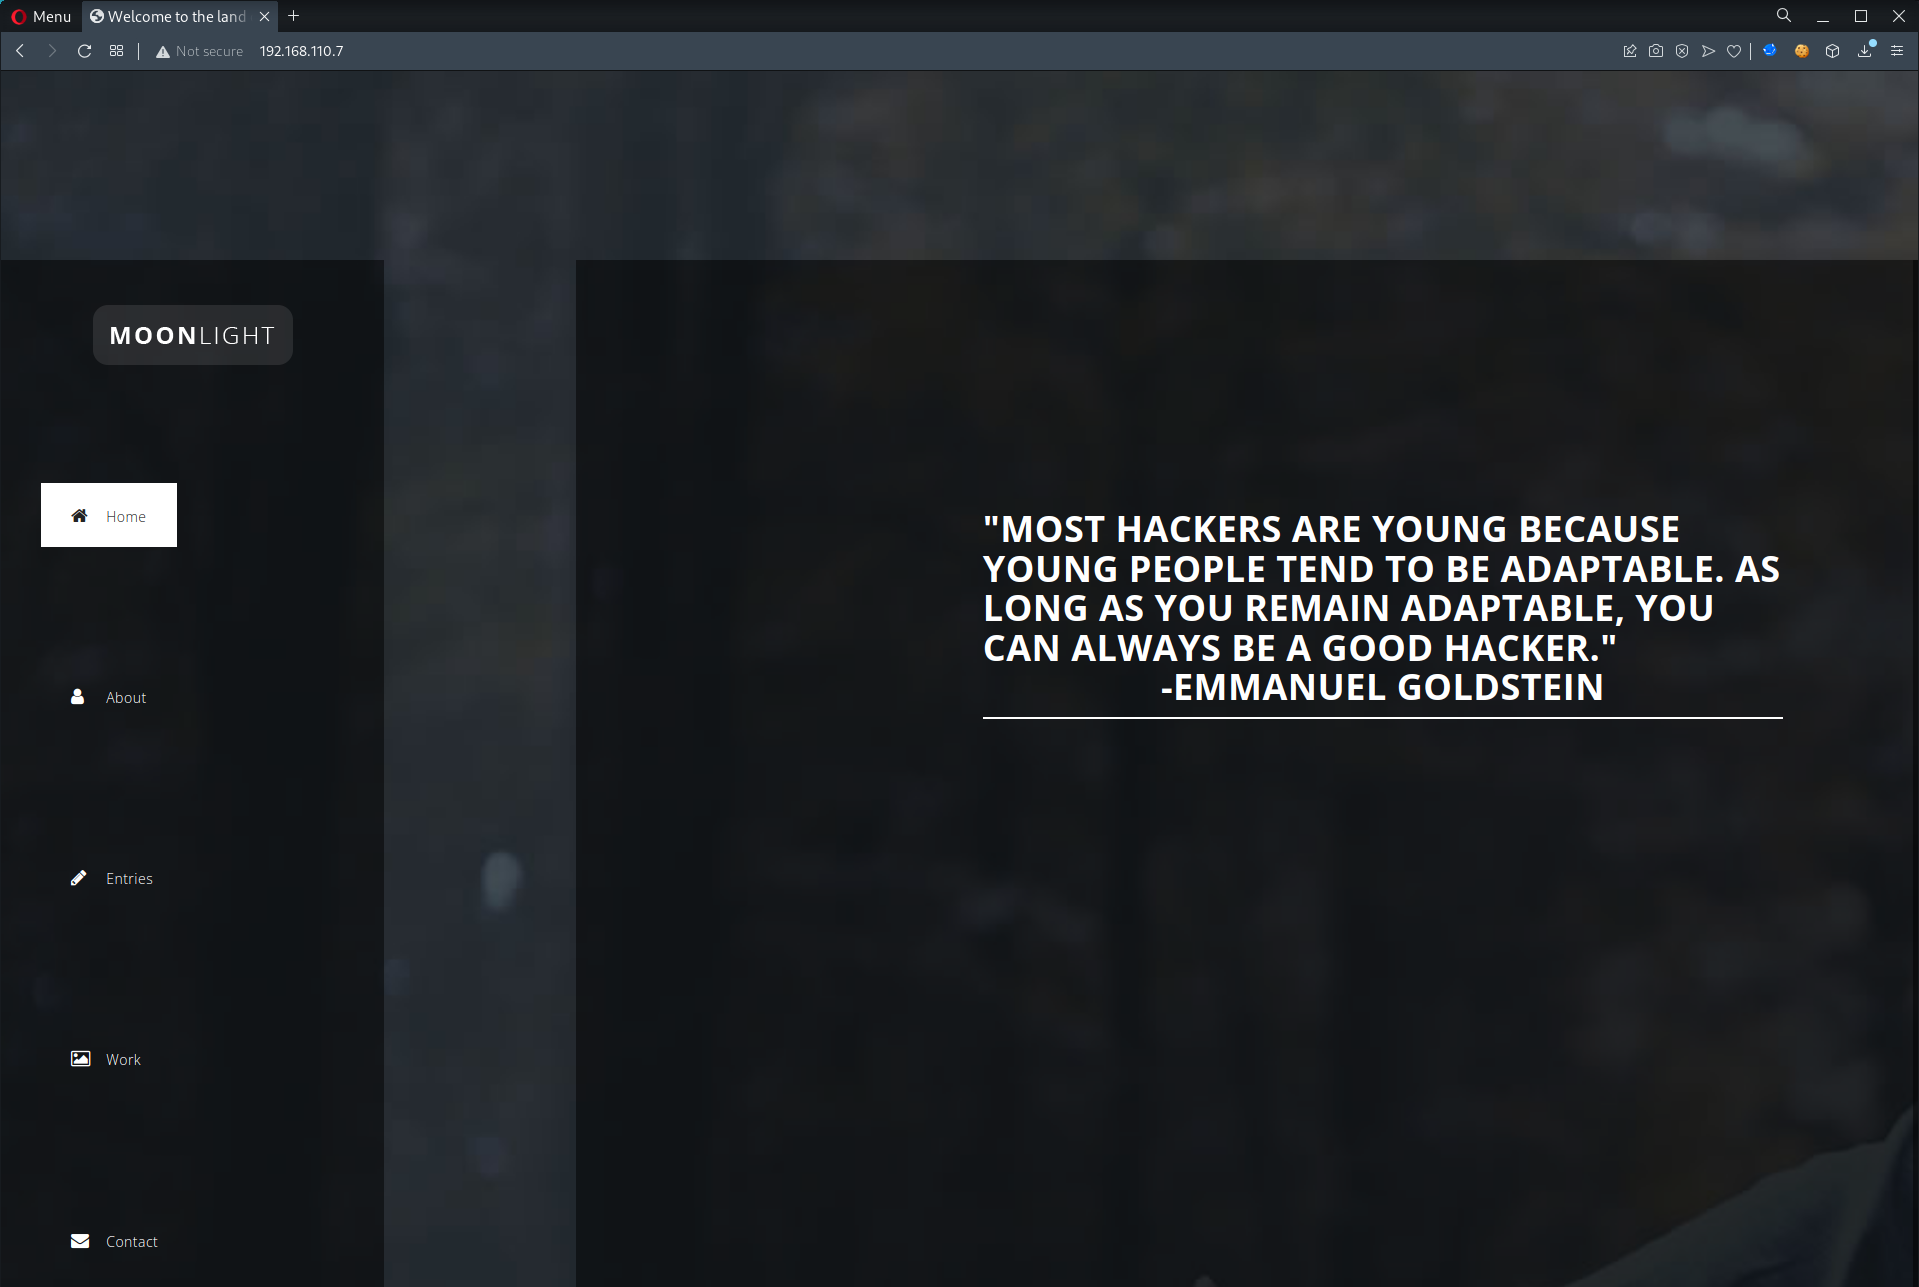 Menu
Welcome to the land
Not secure 192.168.110.7
MOONLIGHT
Home
"MOST HACKERS ARE YOUNG BECAUSE
YOUNG PEOPLE TEND TO BE ADAPTABLE. AS
LONG AS YOU REMAIN ADAPTABLE, YOU
CAN ALWAYS BE A GOOD HACKER."
-EMMANUEL GOLDSTEIN
About
Entries
Work
Contact